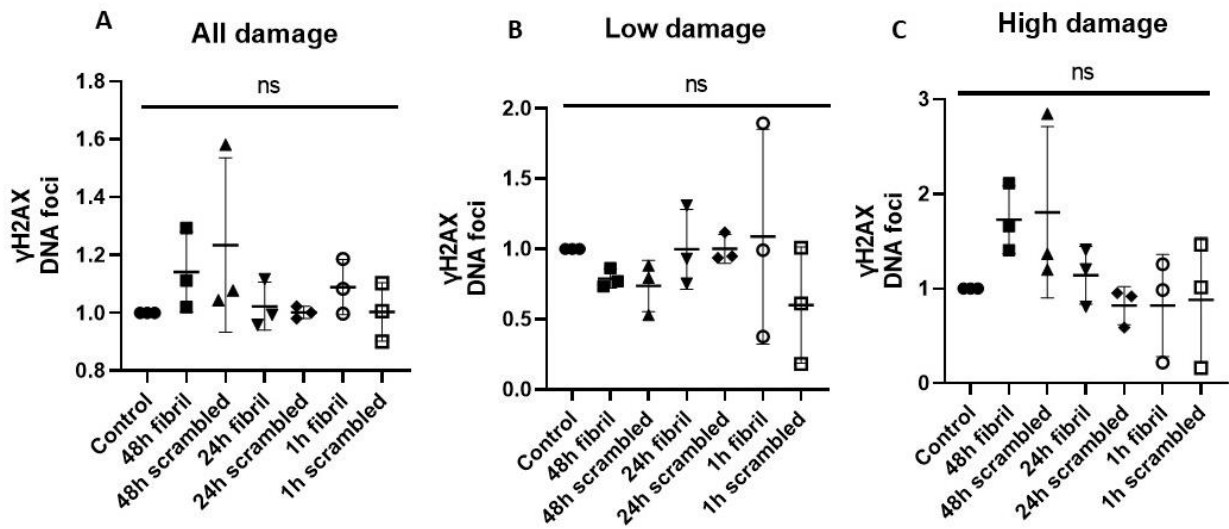 A
All damage
ns
γH2AX
DNA foci
1.8
1.6
1.4
1.2
1.0
0.8
Control
48h fibril
48h scrambled
24h fibril
24h scrambled
1h fibril
1h scrambled
B
Low damage
ns
γH2AX
DNA foci
2.0
1.5
1.0
0.5
0.0
Control
48h fibril
48h scrambled
24h fibril
24h scrambled
1h fibril
1h scrambled
C
High damage
ns
γH2AX
DNA foci
3
2
1
0
Control
48h fibril
48h scrambled
24h fibril
24h scrambled
1h fibril
1h scrambled